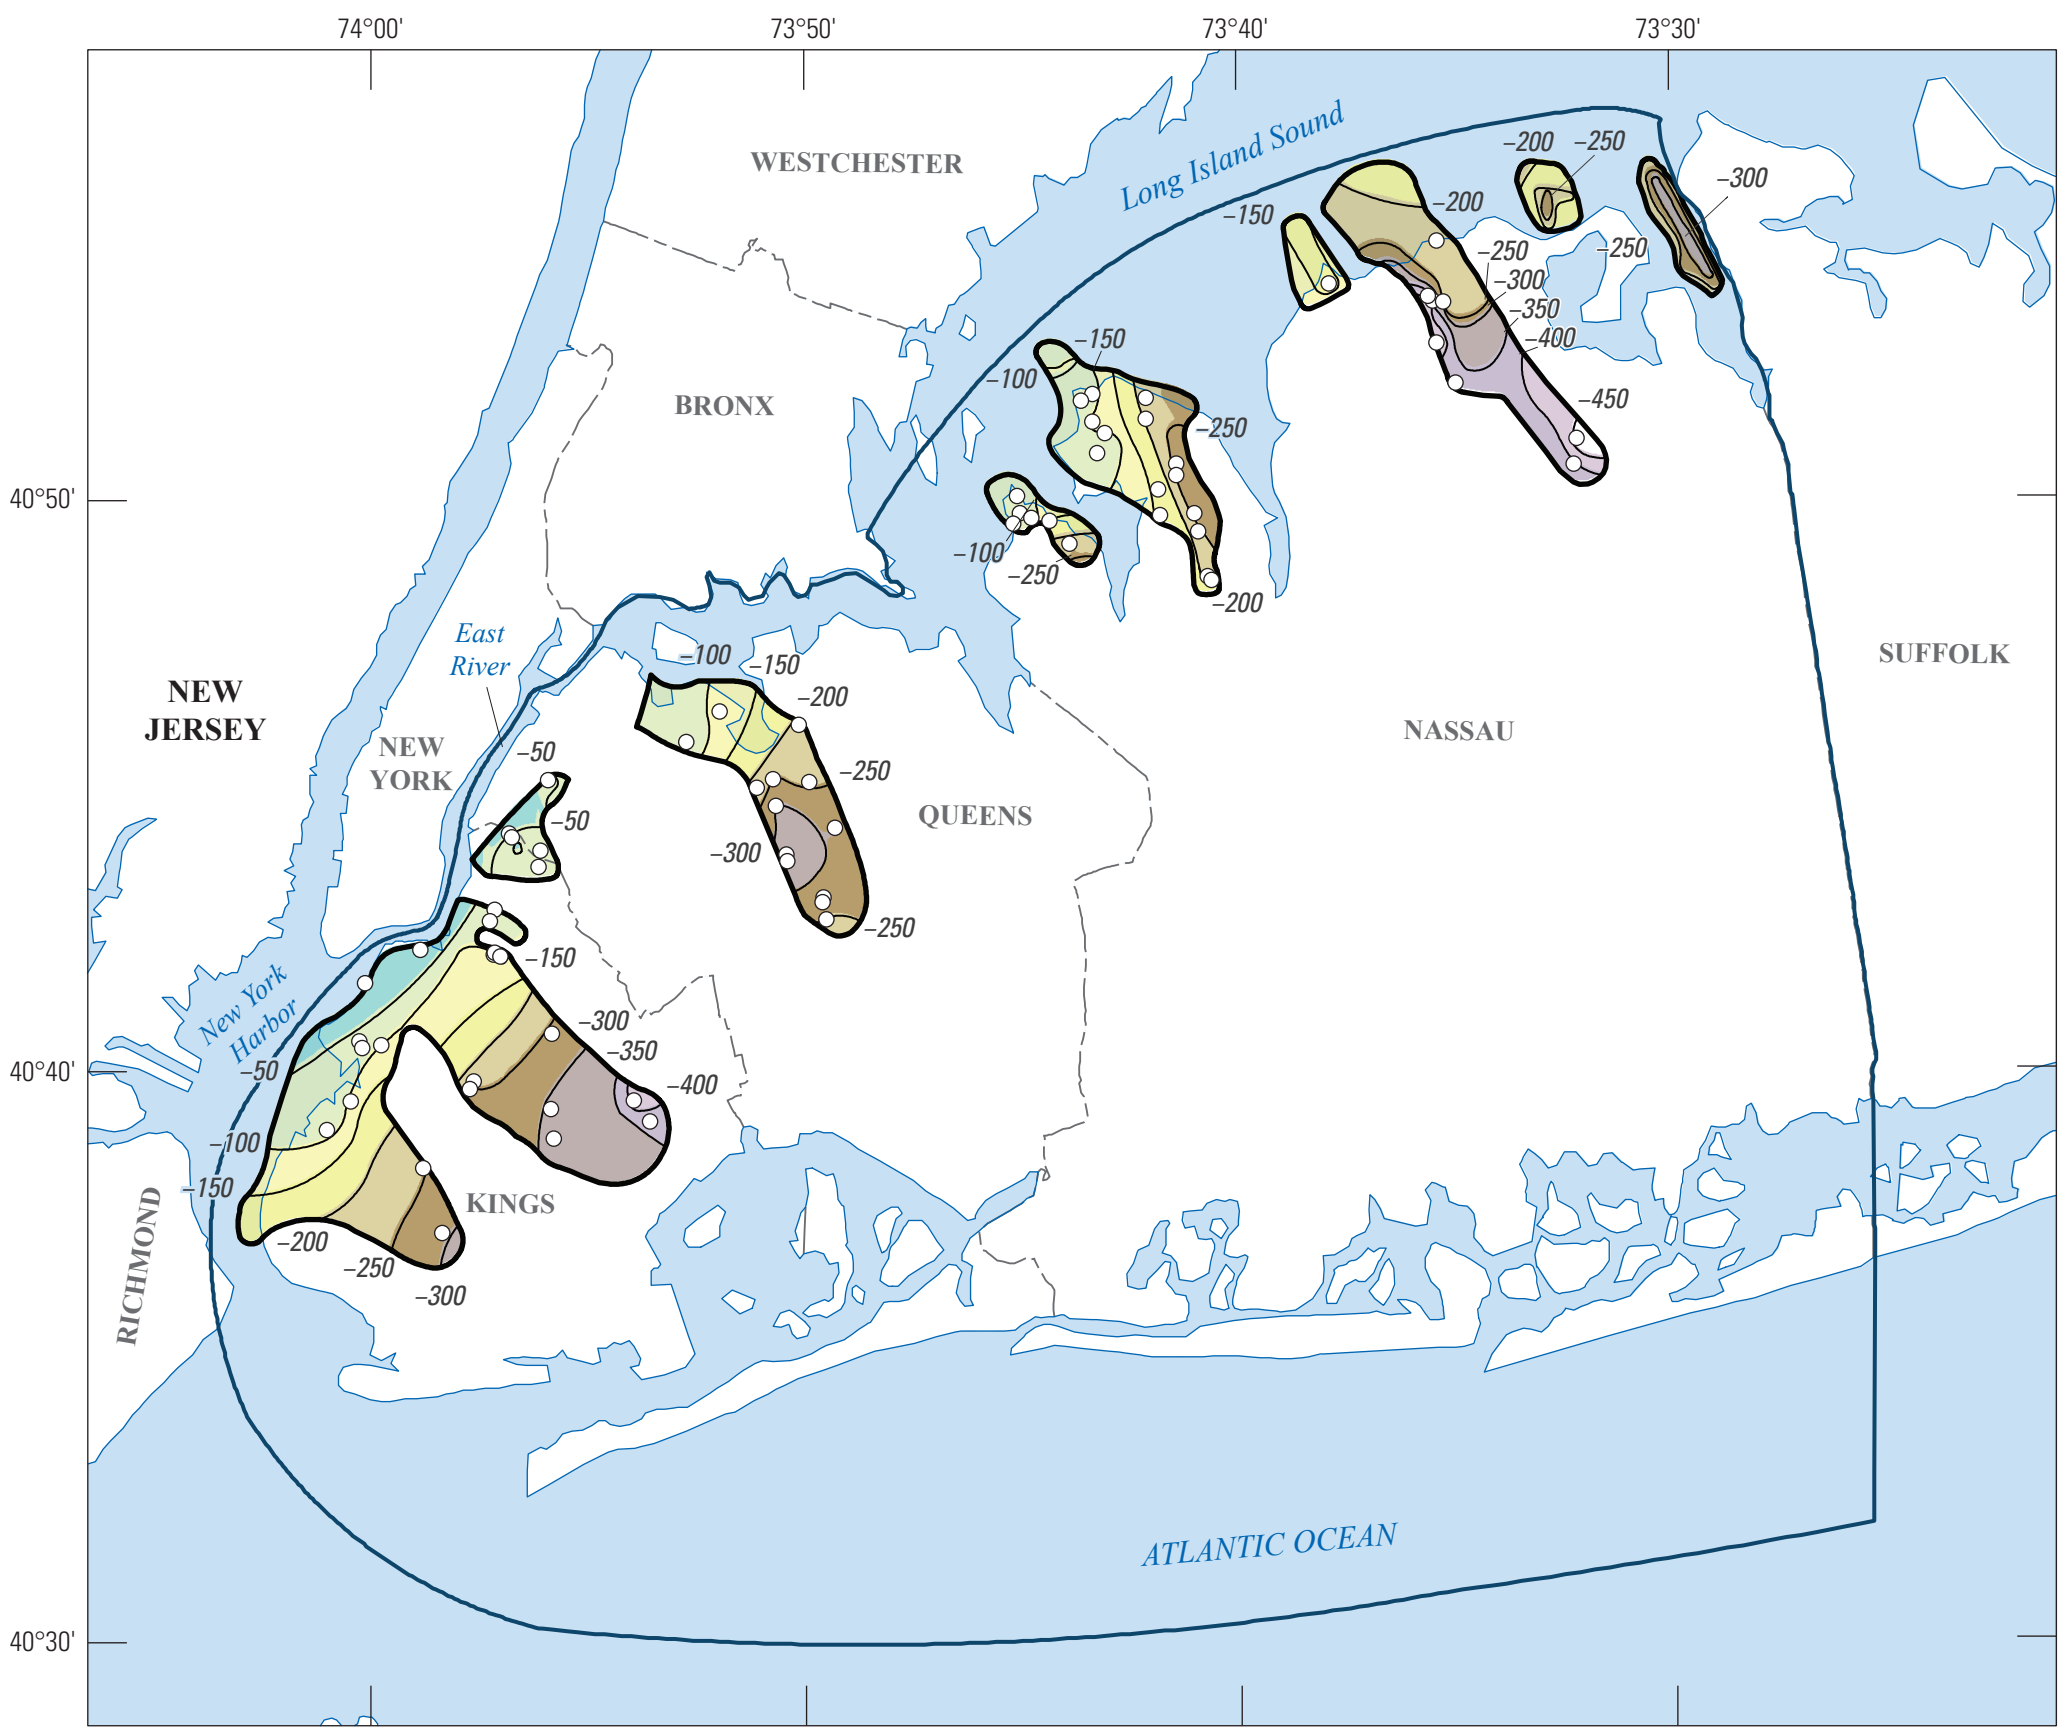 74°00'
73°50'
73°40'
73°30'
Long Island Sound
WESTCHESTER
–200
–250
–300
–150
–200
–250
–250
–300
–350
–150
–400
–100
BRONX
–450
–250
40°50'
–100
–250
–200
East
River
SUFFOLK
–100
–150
NEW
JERSEY
–200
NASSAU
NEW
YORK
–50
–250
QUEENS
–50
–300
–250
–150
New York
Harbor
–300
–350
40°40'
–50
–400
–100
–150
KINGS
RICHMOND
–200
–250
–300
ATLANTIC OCEAN
40°30'